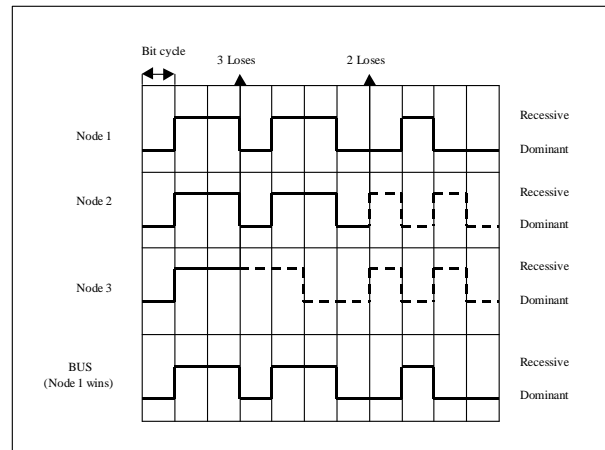 Bit cycle
3 Loses
2 Loses
Node 1
Recessive
Dominant
Node 2
Recessive
Dominant
Node 3
Recessive
Dominant
BUS
(Node 1 wins)
Recessive
Dominant